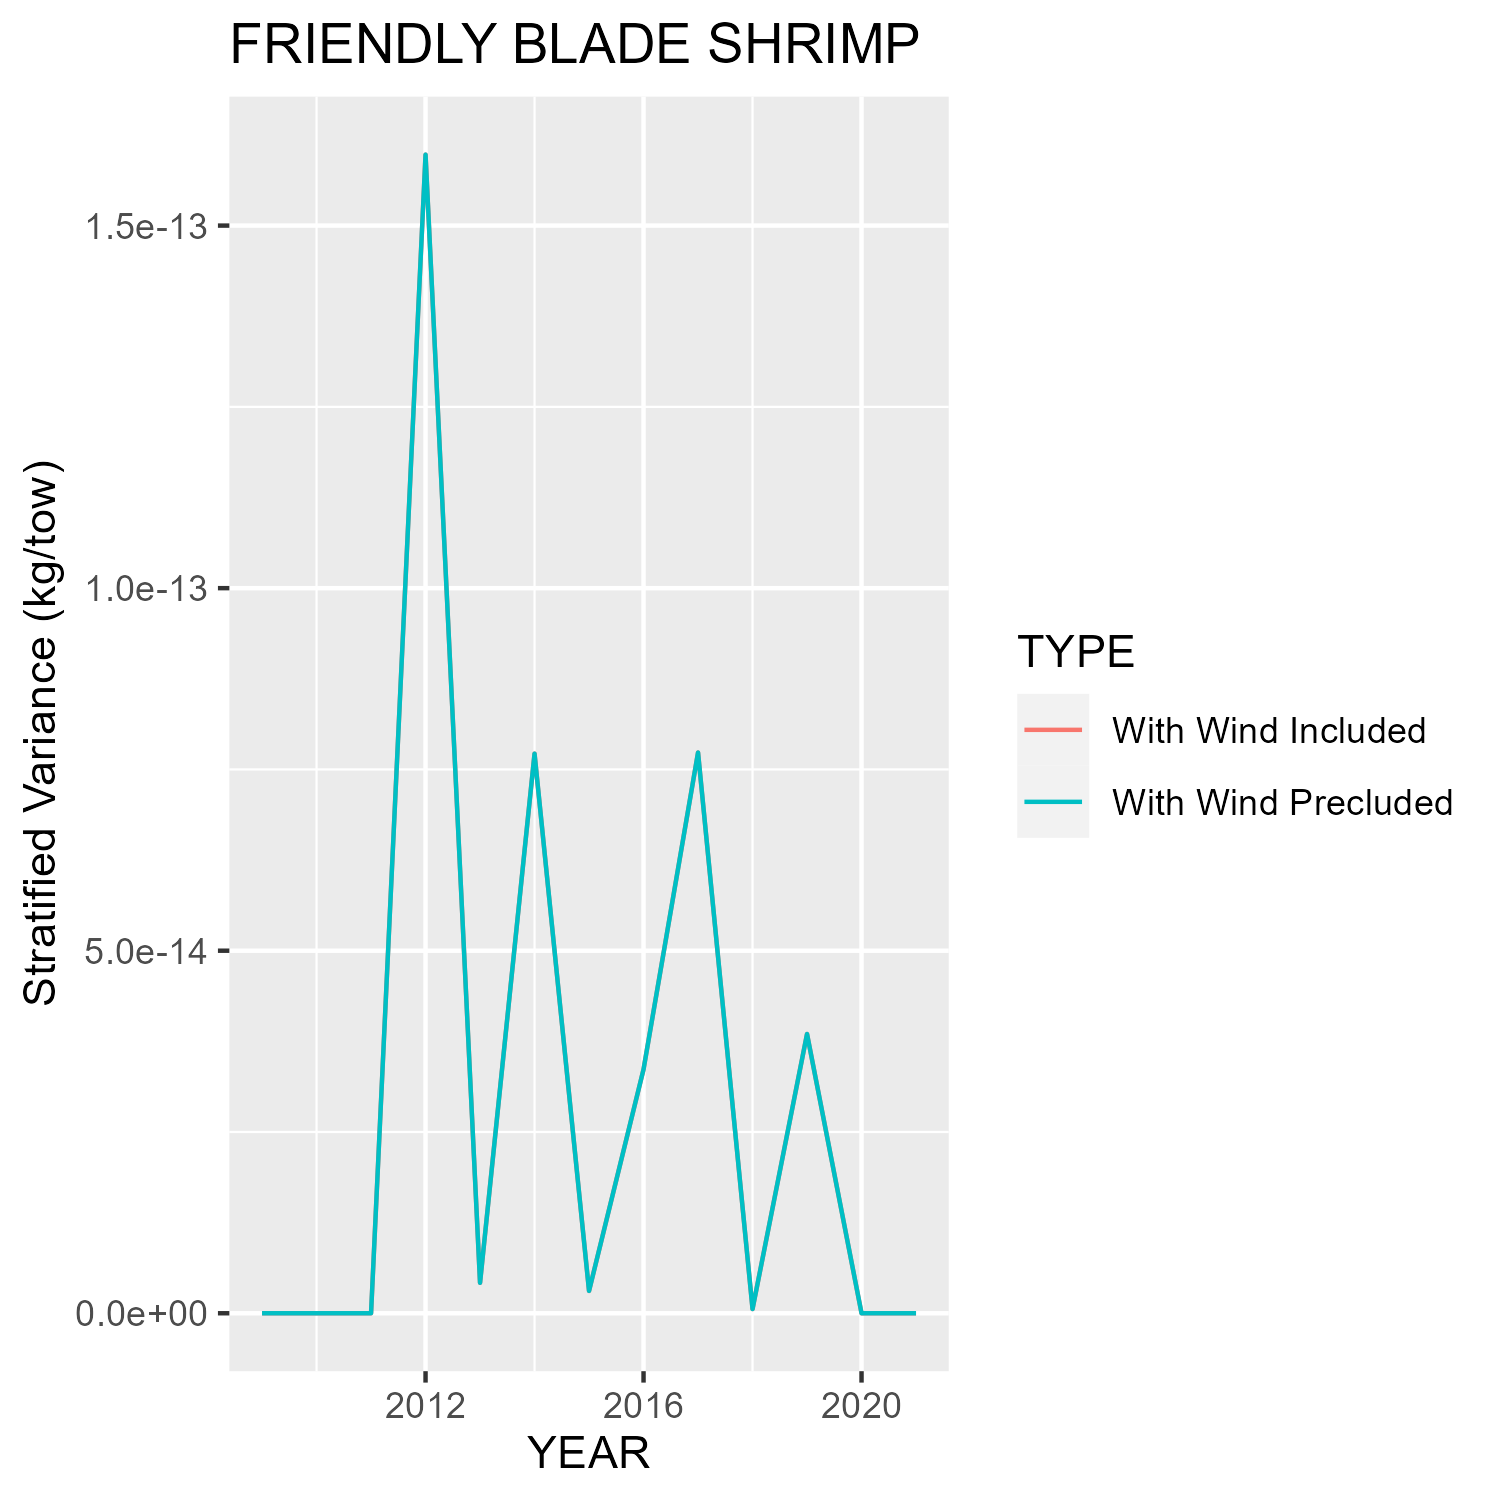 FRIENDLY BLADE SHRIMP
Stratified Variance (kg/tow)
1.5e-13
1.0e-13
5.0e-14
0.0e+00
2012
2016
2020
YEAR
TYPE
With Wind Included
With Wind Precluded